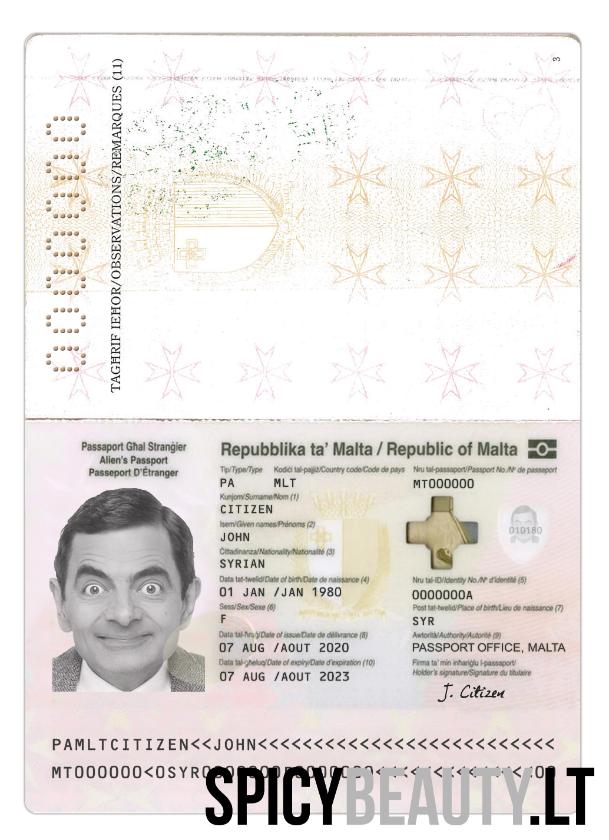 3
000000
TAGHRIF IEHOR/OBSERVATIONS/REMARQUES (11)
Passaport Għal Stranġier
Alien's Passport
Passeport D'Étranger
Repubblika ta' Malta / Republic of Malta
Tip/Type/Type Kodiċi tal-pajjiż/Country code/Code de pays Nru tal-passaport/Passport No./Nº de passeport
PA MLT MT000000
Kunjom/Surname/Nom (1)
CITIZEN
Isem/Given names/Prénoms (2)
JOHN
010180
Ċittadinanza/Nationality/Nationalité (3)
SYRIAN
Data tat-twelid/Date of birth/Date de naissance (4) Nru tal-ID/Identity No./Nº d'identité (5)
01 JAN /JAN 1980 0000000A
Sess/Sex/Sexe (6) Post tat-twelid/Place of birth/Lieu de naissance (7)
F SYR
Data tal-ħruġ/Date of issue/Date de délivrance (8) Awtorità/Authority/Autorité (9)
07 AUG /AOUT 2020 PASSPORT OFFICE, MALTA
Data tal-għeluq/Date of expiry/Date d'expiration (10) Firma ta' min inħariġlu l-passaport/
Holder's signature/Signature du titulaire
07 AUG /AOUT 2023
J. Citizen
PAMLTCITIZEN<<JOHN<<<<<<<<<<<<<<<<<<<<<<<<<<
MT000000<0SYR
SPICYBEAUTY.LT